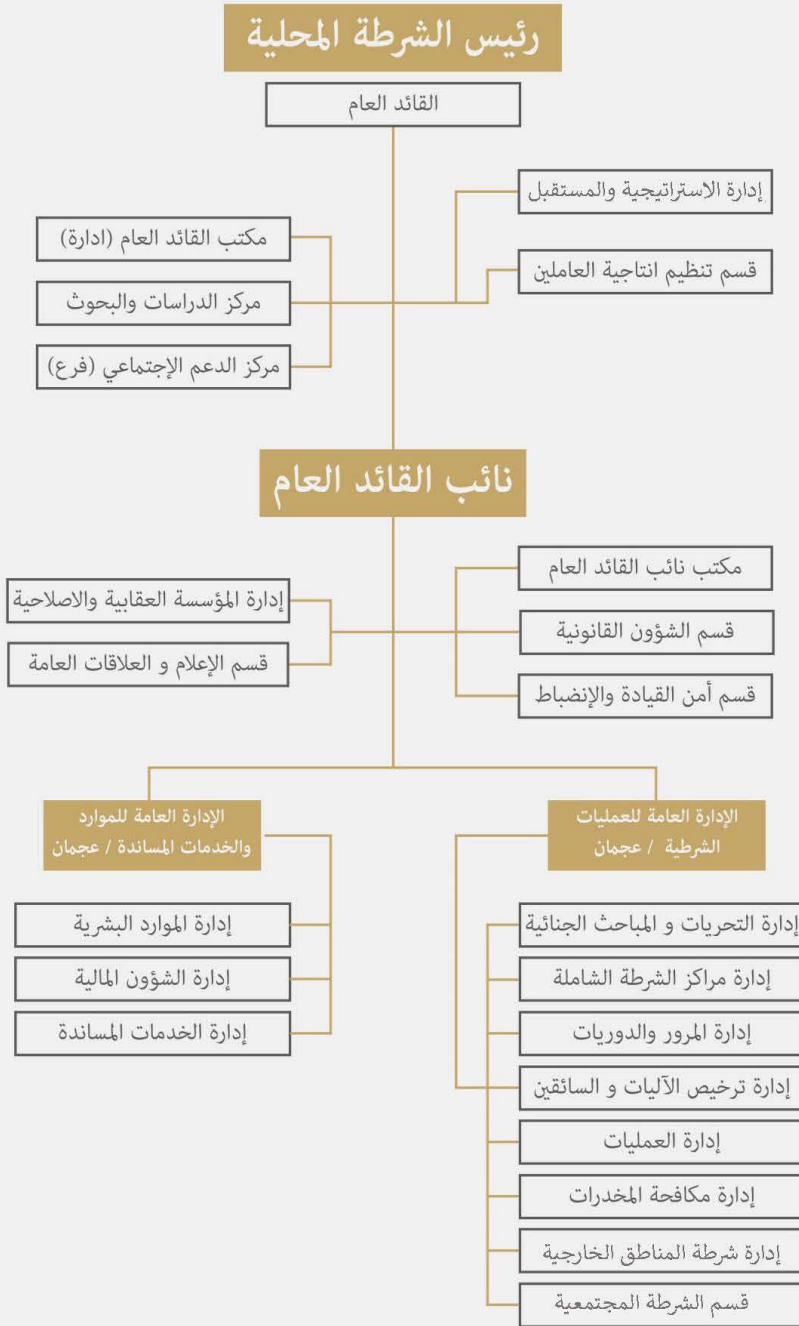 رئيس الشرطة المحلية
القائد العام
إدارة الاستراتيجية والمستقبل
قسم تنظيم انتاجية العاملين
مكتب القائد العام (ادارة)
مركز الدراسات والبحوث
مركز الدعم الإجتماعي (فرع)
نائب القائد العام
مكتب نائب القائد العام
قسم الشؤون القانونية
قسم أمن القيادة والإنضباط
إدارة المؤسسة العقابية والاصلاحية
قسم الإعلام و العلاقات العامة
الإدارة العامة للعمليات
الشرطية / عجمان
إدارة التحريات و المباحث الجنائية
إدارة مراكز الشرطة الشاملة
إدارة المرور والدوريات
إدارة ترخيص الآليات و السائقين
إدارة العمليات
إدارة مكافحة المخدرات
إدارة شرطة المناطق الخارجية
قسم الشرطة المجتمعية
الإدارة العامة للموارد
والخدمات المساندة / عجمان
إدارة الموارد البشرية
إدارة الشؤون المالية
إدارة الخدمات المساندة